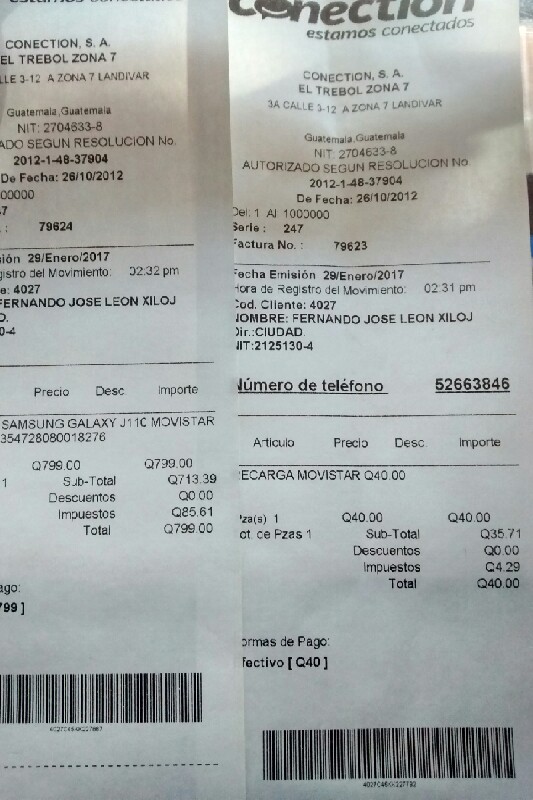 estamos conectados
CONECTION, S. A.
EL TREBOL ZONA 7
LLE 3-12 A ZONA 7 LANDIVAR
Guatemala,Guatemala
NIT: 2704633-8
ADO SEGUN RESOLUCION No.
2012-1-48-37904
De Fecha: 26/10/2012
00000
47
.: 79624
sión 29/Enero/2017
gistro del Movimiento: 02:32 pm
e: 4027
FERNANDO JOSE LEON XILOJ
D.
0-4
Precio Desc. Importe
SAMSUNG GALAXY J11C MOVISTAR
354728080018276
Q799.00 Q799.00
1 Sub-Total Q713.39
Descuentos Q0.00
Impuestos Q85.61
Total Q799.00
ago:
799 ]
conection
estamos conectados
CONECTION, S. A.
EL TREBOL ZONA 7
3A CALLE 3-12 A ZONA 7 LANDIVAR
Guatemala,Guatemala
NIT: 2704633-8
AUTORIZADO SEGUN RESOLUCION No.
2012-1-48-37904
De Fecha: 26/10/2012
Del: 1 Al 1000000
Serie : 247
Factura No. : 79623
Fecha Emisión 29/Enero/2017
Hora de Registro del Movimiento: 02:31 pm
Cod. Cliente: 4027
NOMBRE: FERNANDO JOSE LEON XILOJ
Dir.:CIUDAD.
NIT:2125130-4
Número de teléfono 52663846
Articulo Precio Desc. Importe
ECARGA MOVISTAR Q40.00
Pza(s) 1 Q40.00 Q40.00
ot. de Pzas 1 Sub-Total Q35.71
Descuentos Q0.00
Impuestos Q4.29
Total Q40.00
ormas de Pago:
fectivo [ Q40 ]